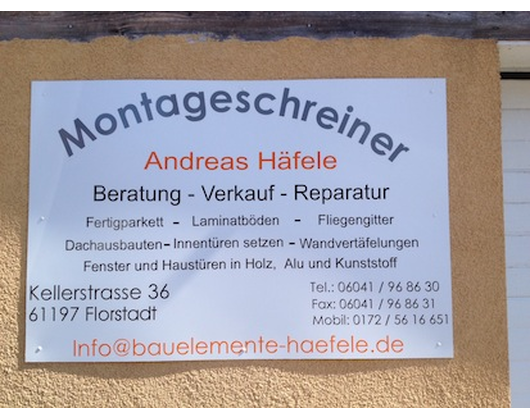 Montageschreiner
Andreas Häfele
Beratung - Verkauf - Reparatur
Fertigparkett - Laminatböden - Fliegengitter
Dachausbauten - Innentüren setzen - Wandvertäfelungen
Fenster und Haustüren in Holz, Alu und Kunststoff
Kellerstrasse 36
61197 Florstadt
Tel.: 06041 / 96 86 30
Fax: 06041 / 96 86 31
Mobil: 0172 / 56 16 651
Info@bauelemente-haefele.de